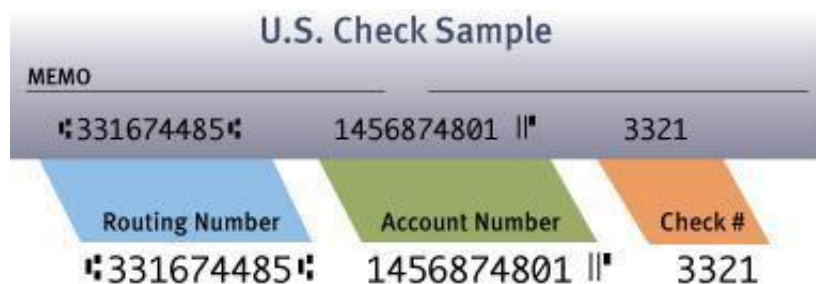 U.S. Check Sample
MEMO
⑆331674485⑆ 1456874801 ⑈ 3321
Routing Number Account Number Check #
⑆331674485⑆ 1456874801 ⑈ 3321